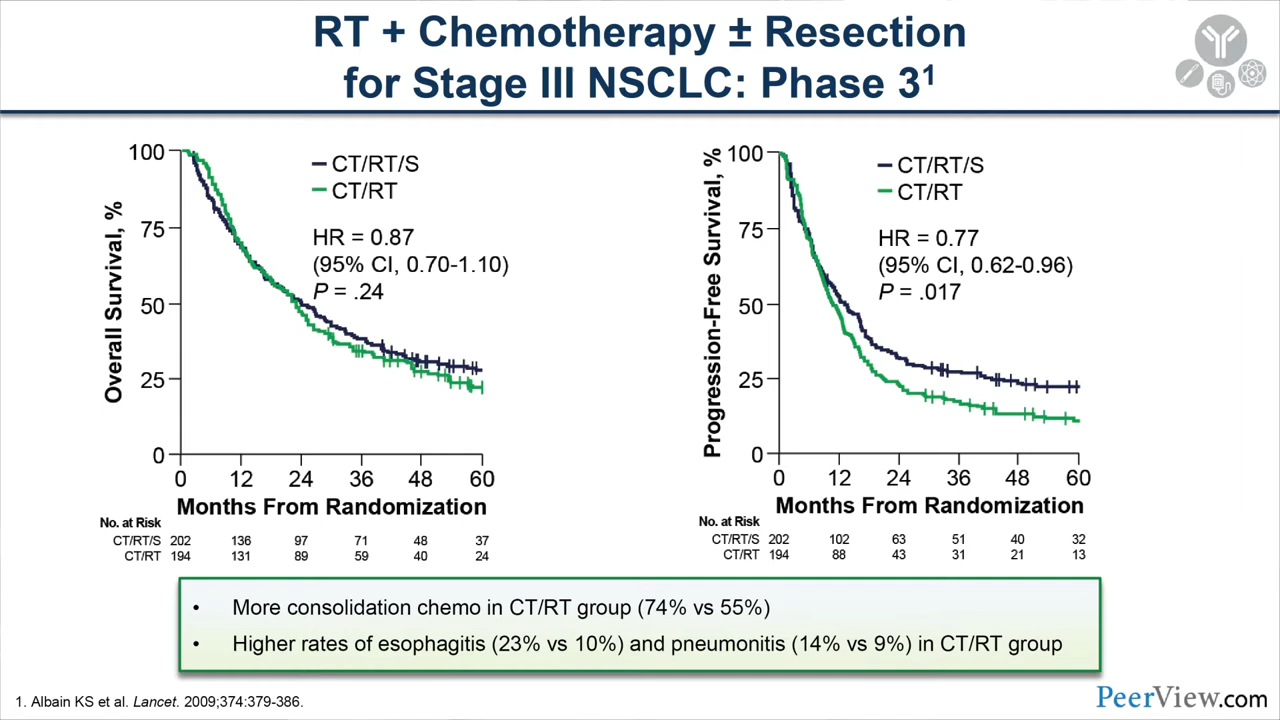 RT + Chemotherapy ± Resection
for Stage III NSCLC: Phase 3¹
Overall Survival, %
100
75
50
25
0
CT/RT/S
CT/RT
HR = 0.87
(95% CI, 0.70-1.10)
P = .24
0 12 24 36 48 60
Months From Randomization
No. at Risk
CT/RT/S 202 136 97 71 48 37
CT/RT 194 131 89 59 40 24
Progression-Free Survival, %
100
75
50
25
0
CT/RT/S
CT/RT
HR = 0.77
(95% CI, 0.62-0.96)
P = .017
0 12 24 36 48 60
Months From Randomization
No. at Risk
CT/RT/S 202 102 63 51 40 32
CT/RT 194 88 43 31 21 13
• More consolidation chemo in CT/RT group (74% vs 55%)
• Higher rates of esophagitis (23% vs 10%) and pneumonitis (14% vs 9%) in CT/RT group
1. Albain KS et al. Lancet. 2009;374:379-386.
PeerView.com